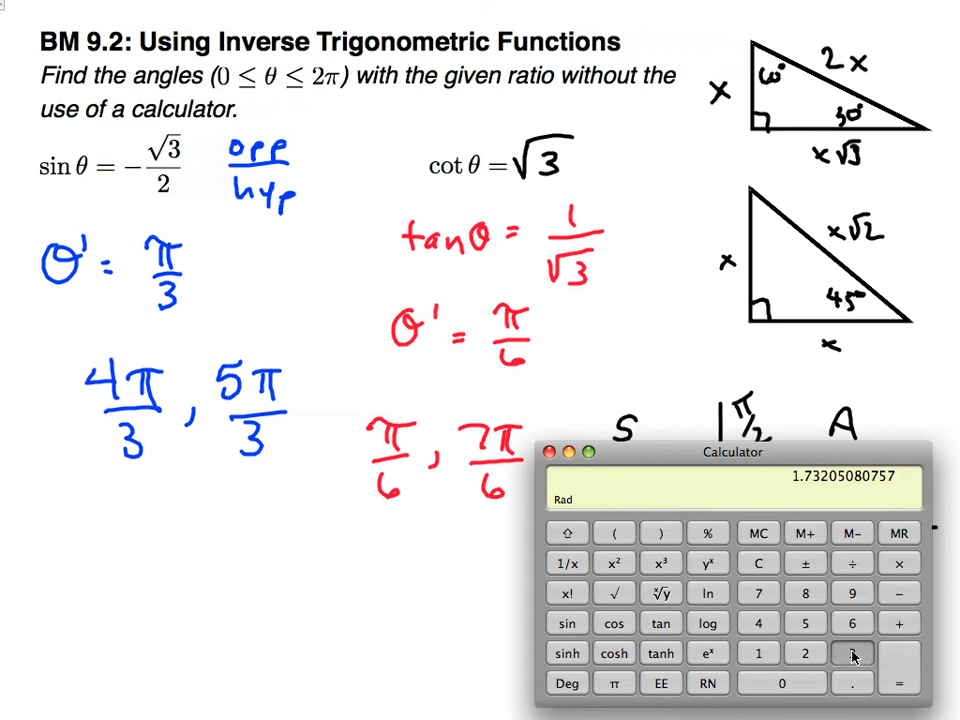 BM 9.2: Using Inverse Trigonometric Functions
Find the angles (0 ≤ θ ≤ 2π) with the given ratio without the
use of a calculator.
sin θ = −√3/2
opp/hyp
θ' = π/3
4π/3, 5π/3
cot θ = √3
tan θ = 1/√3
θ' = π/6
π/6, 7π/6
60°
2x
x
30°
x√3
x√2
x
45°
x
S π/2 A
Calculator
1.73205080757
Rad
⇧ ( ) % MC M+ M− MR
1/x x² x³ yˣ C ± ÷ ×
x! √ ˣ√y ln 7 8 9 −
sin cos tan log 4 5 6 +
sinh cosh tanh eˣ 1 2 3
Deg π EE RN 0 . =